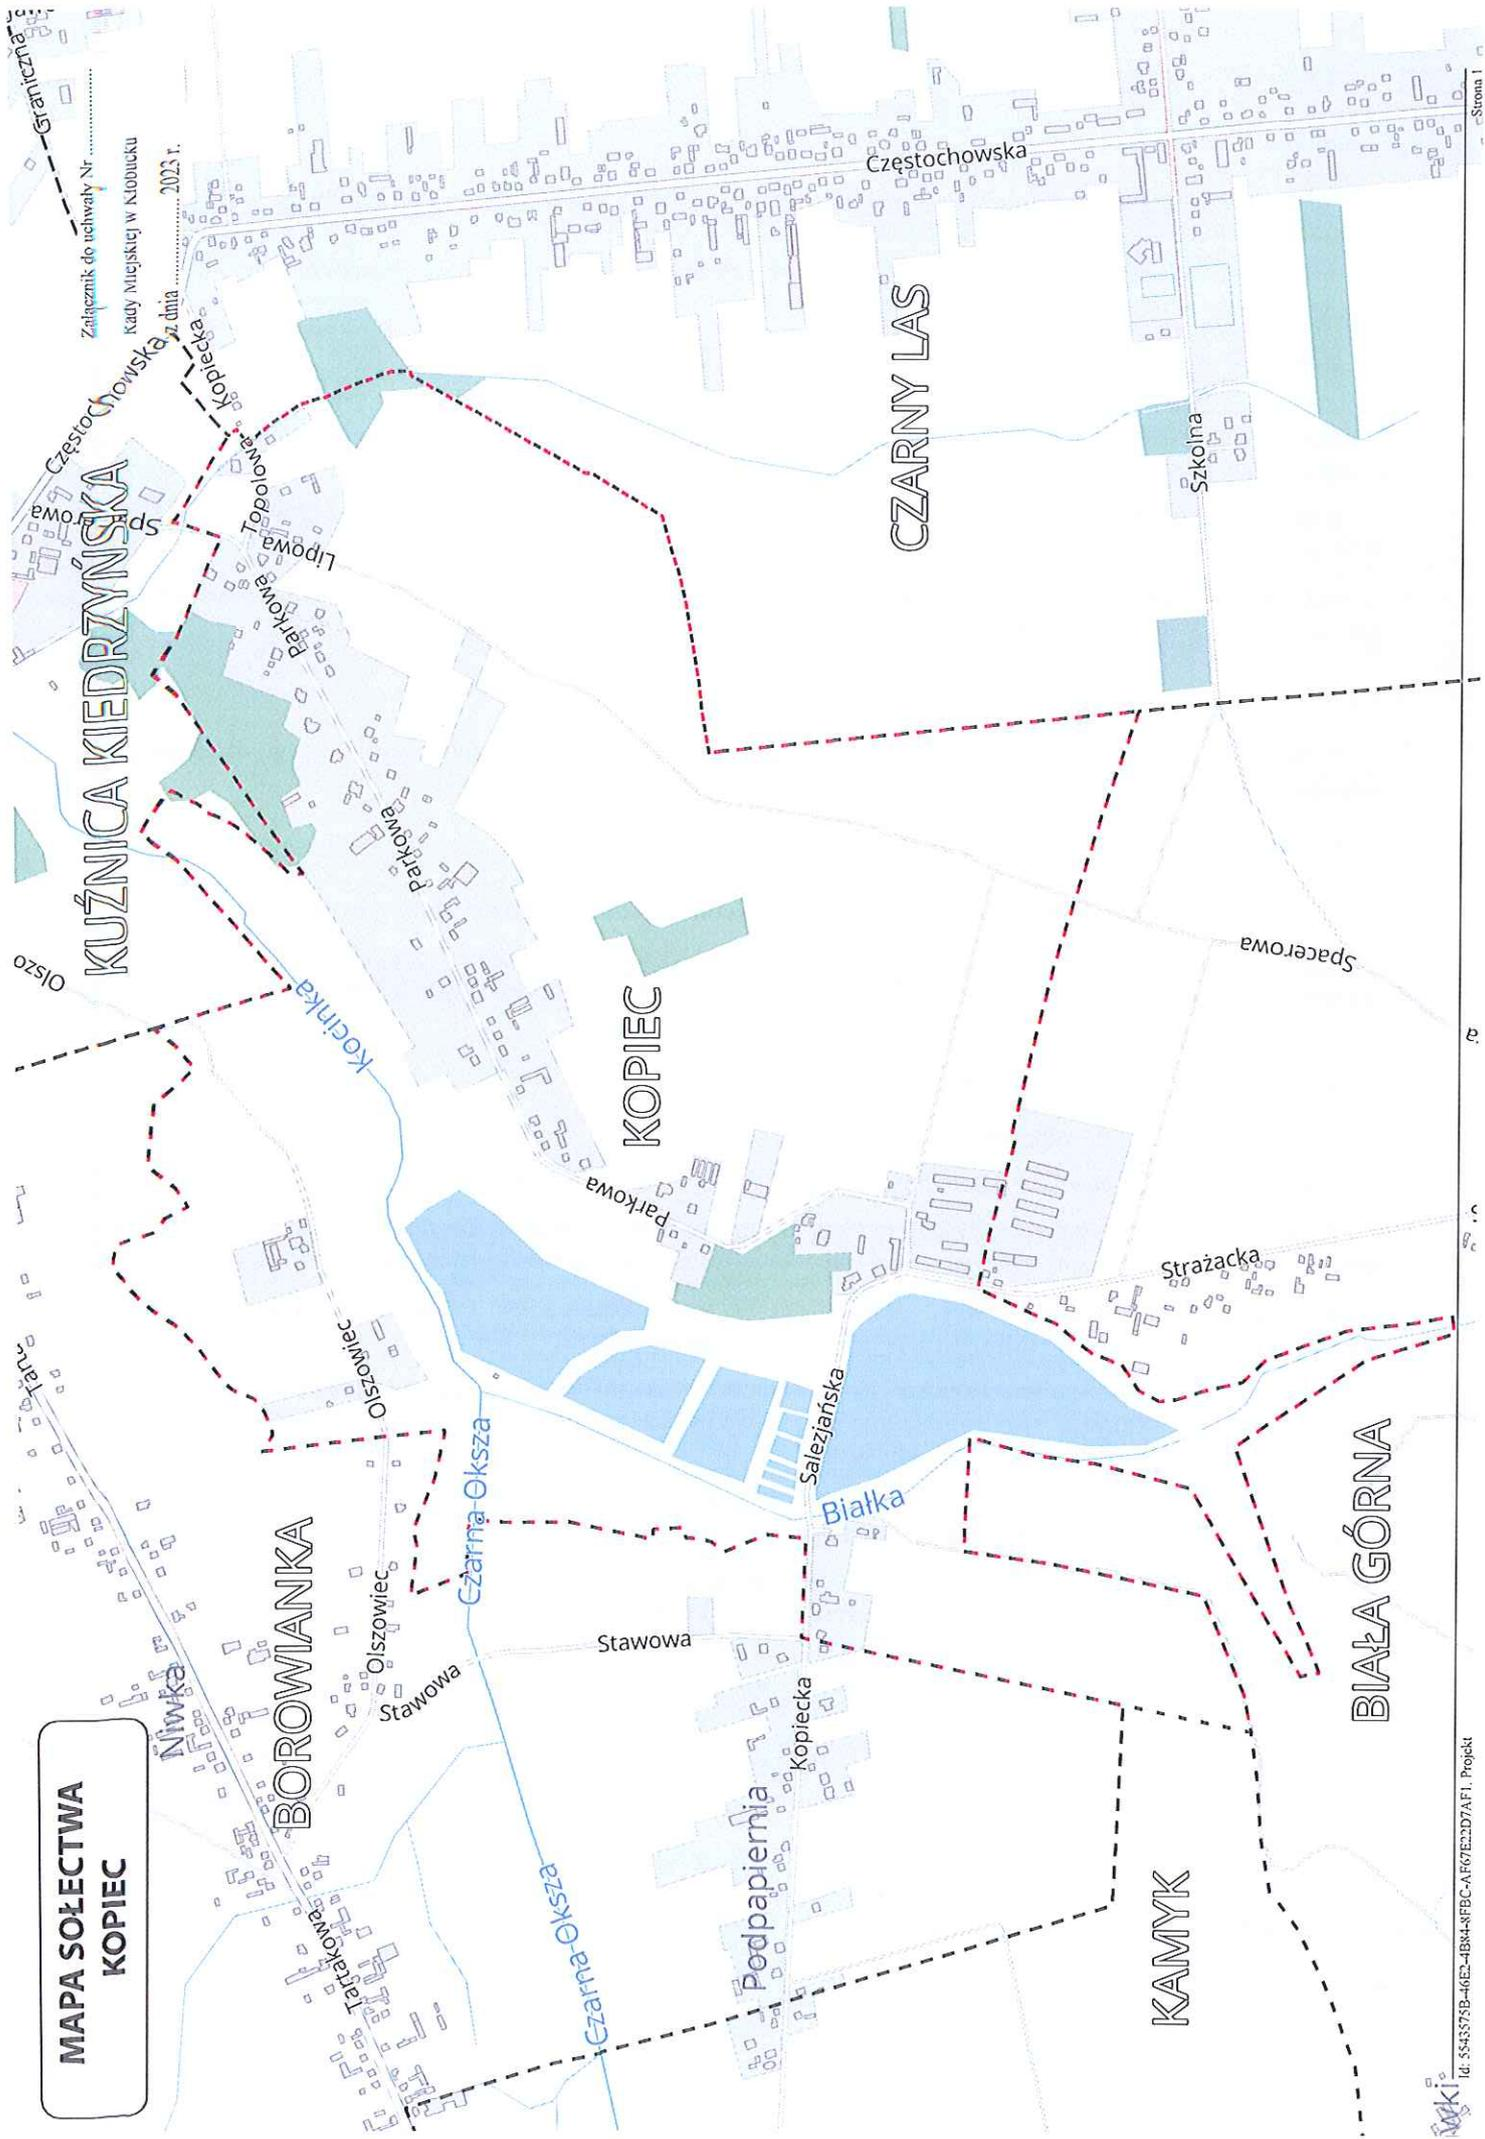 MAPA SOŁECTWA
KOPIEC
Załącznik do uchwały Nr ....................
Rady Miejskiej w Kłobucku
z dnia .................... 2023 r.
Graniczna
Częstochowska
Kopiecka
Topolowa
Spacerowa
Lipowa
Parkowa
KUŹNICA KIEDRZYŃSKA
Olszo
Kocinka
Parkowa
Częstochowska
CZARNY LAS
Szkolna
KOPIEC
Parkowa
Spacerowa
Strażacka
Olszowiec
Niwka
BOROWIANKA
Olszowiec
Tartakowa
Czarna Oksza
Stawowa
Stawowa
Czarna Oksza
Salezjańska
Białka
Kopiecka
Podpapiernia
BIAŁA GÓRNA
KAMYK
wki
Id: 5543575B-46E2-4B84-8FBC-AF67E22D7AF1. Projekt
Strona 1